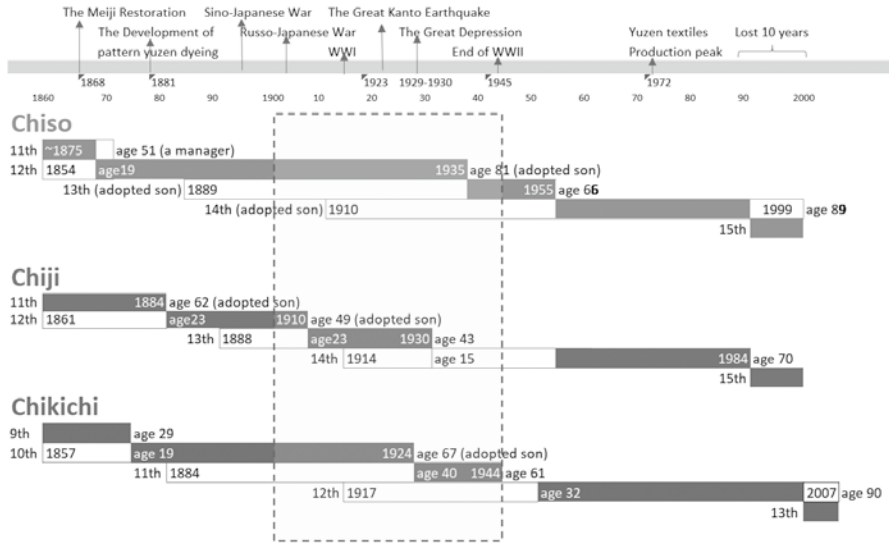 The Meiji Restoration Sino-Japanese War The Great Kanto Earthquake
The Development of Russo-Japanese War The Great Depression Yuzen textiles Lost 10 years
pattern yuzen dyeing WWI End of WWII Production peak
1868 1881 1923 1929-1930 1945 1972
1860 70 80 90 1900 10 20 30 40 50 60 70 80 90 2000
Chiso
11th ~1875 age 51 (a manager)
12th 1854 age19 1935 age 81 (adopted son)
13th (adopted son) 1889 1955 age 66
14th (adopted son) 1910 1999 age 89
15th
Chiji
11th 1884 age 62 (adopted son)
12th 1861 age23 1910 age 49 (adopted son)
13th 1888 age23 1930 age 43
14th 1914 age 15 1984 age 70
15th
Chikichi
9th age 29
10th 1857 age 19 1924 age 67 (adopted son)
11th 1884 age 40 1944 age 61
12th 1917 age 32 2007 age 90
13th